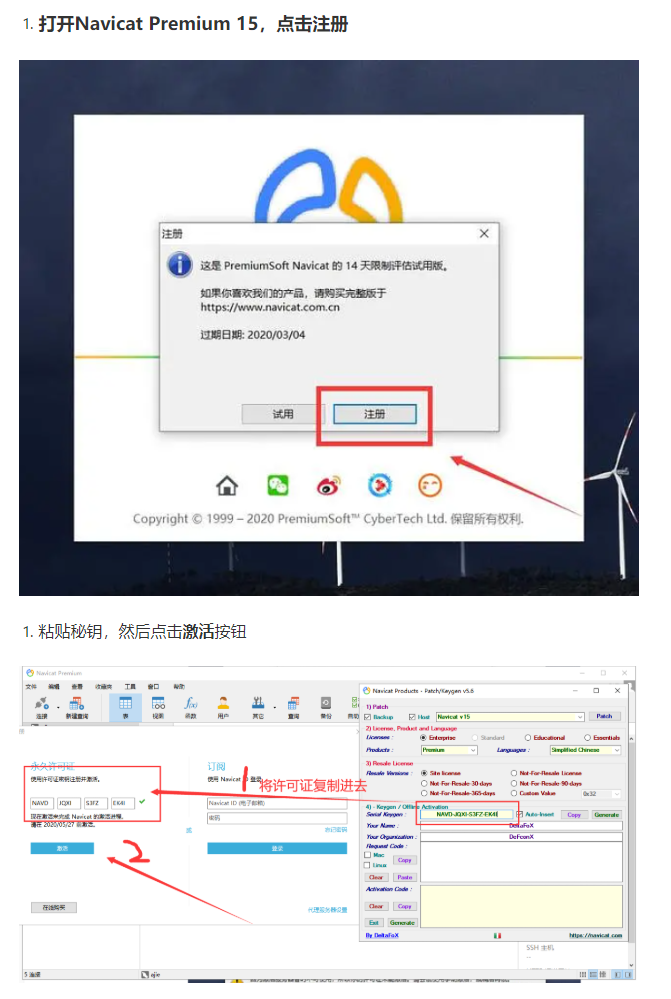 1. 打开Navicat Premium 15，点击注册
注册
这是 PremiumSoft Navicat 的 14 天限制评估试用版。
如果你喜欢我们的产品，请购买完整版于
https://www.navicat.com.cn
过期日期: 2020/03/04
试用 注册
Copyright © 1999 – 2020 PremiumSoft™ CyberTech Ltd. 保留所有权利.
1. 粘贴秘钥，然后点击激活按钮
Navicat Premium
文件 编辑 查看 收藏夹 工具 窗口 帮助
连接 新建查询 表 视图 函数 用户 其它 查询 备份
永久许可证
使用许可证密钥注册并激活。
NAVD JQXI S3FZ EK4I
现在激活来完成 Navicat 的激活进程。
请在 2020/05/27 前激活。
激活
在线购买
订阅
使用 Navicat ID 登录
Navicat ID (电子邮箱)
密码
或
忘记密码
登录
代理服务器设置
1
将许可证复制进去
2
Navicat Products - Patch/Keygen v5.6
1) Patch
Backup Host Navicat v15 Patch
2) License, Product and Language
Licenses : Enterprise Standard Educational Essentials
Products : Premium Languages : Simplified Chinese
3) Resale License
Resale Versions : Site license Not-For-Resale License
Not-For-Resale-30-days Not-For-Resale-90-days
Not-For-Resale-365-days Custom Value 0x32
4) - Keygen / Offline Activation
Serial Keygen : NAVD-JQXI-S3FZ-EK4I Auto-Insert Copy Generate
Your Name : DeltaFoX
Your Organization : DeFconX
Request Code :
Mac
Linux
Copy
Clear Paste
Activation Code :
Clear Copy
Exit Generate
By DeltaFoX https://navicat.com
SSH 主机
--
5 连接
ajie